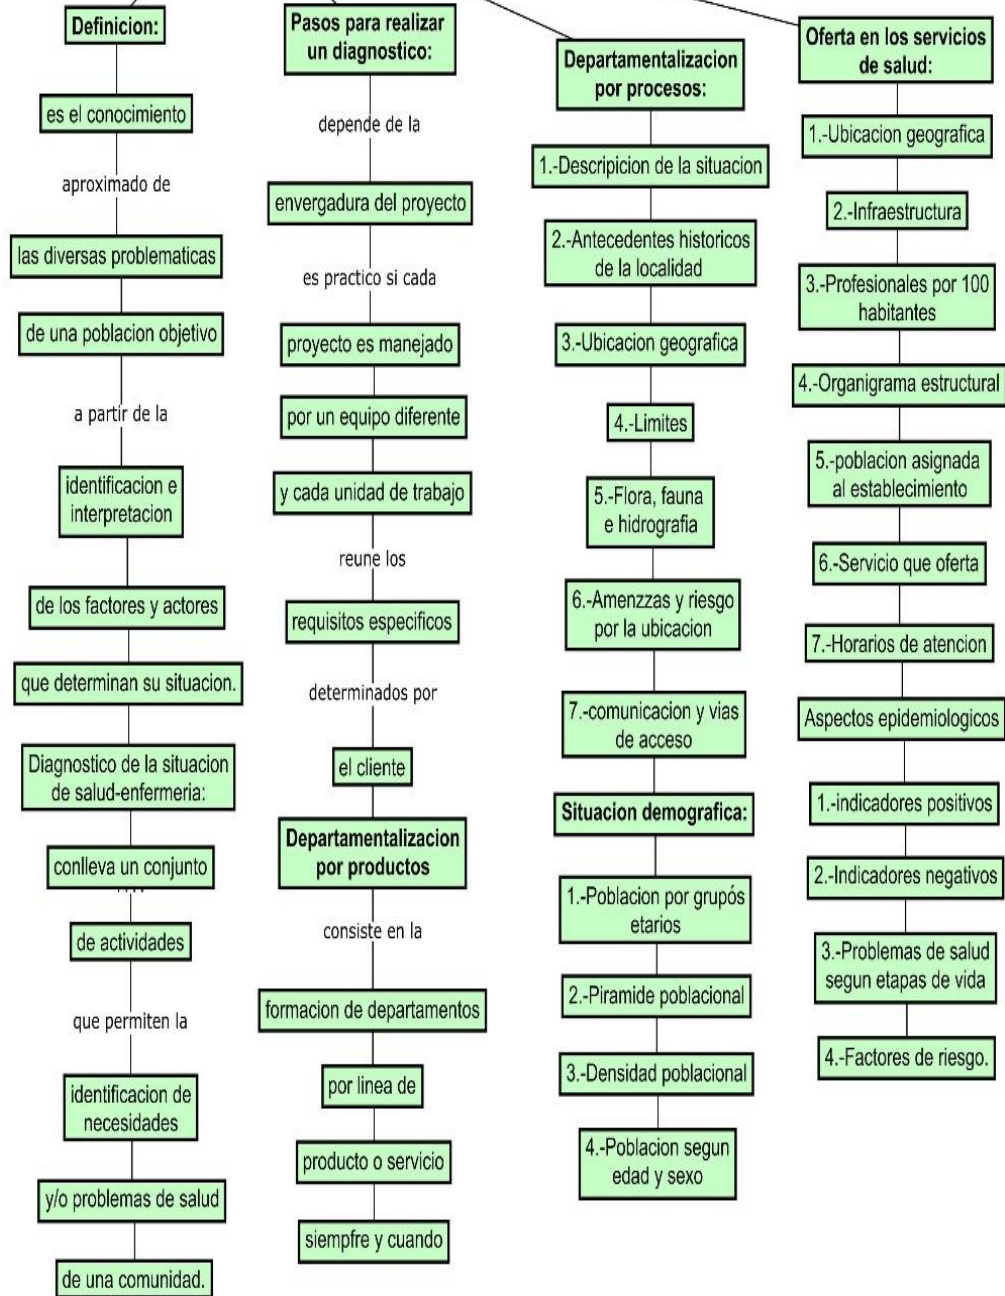 Definicion:
es el conocimiento
aproximado de
las diversas problematicas
de una poblacion objetivo
a partir de la
identificacion e
interpretacion
de los factores y actores
que determinan su situacion.
Diagnostico de la situacion
de salud-enfermeria:
conlleva un conjunto
de actividades
que permiten la
identificacion de
necesidades
y/o problemas de salud
de una comunidad.
Pasos para realizar
un diagnostico:
depende de la
envergadura del proyecto
es practico si cada
proyecto es manejado
por un equipo diferente
y cada unidad de trabajo
reune los
requisitos especificos
determinados por
el cliente
Departamentalizacion
por productos
consiste en la
formacion de departamentos
por linea de
producto o servicio
siempfre y cuando
Departamentalizacion
por procesos:
1.-Descripicion de la situacion
2.-Antecedentes historicos
de la localidad
3.-Ubicacion geografica
4.-Limites
5.-Flora, fauna
e hidrografia
6.-Amenzzas y riesgo
por la ubicacion
7.-comunicacion y vias
de acceso
Situacion demografica:
1.-Poblacion por grupós
etarios
2.-Piramide poblacional
3.-Densidad poblacional
4.-Poblacion segun
edad y sexo
Oferta en los servicios
de salud:
1.-Ubicacion geografica
2.-Infraestructura
3.-Profesionales por 100
habitantes
4.-Organigrama estructural
5.-poblacion asignada
al establecimiento
6.-Servicio que oferta
7.-Horarios de atencion
Aspectos epidemiologicos
1.-indicadores positivos
2.-Indicadores negativos
3.-Problemas de salud
segun etapas de vida
4.-Factores de riesgo.